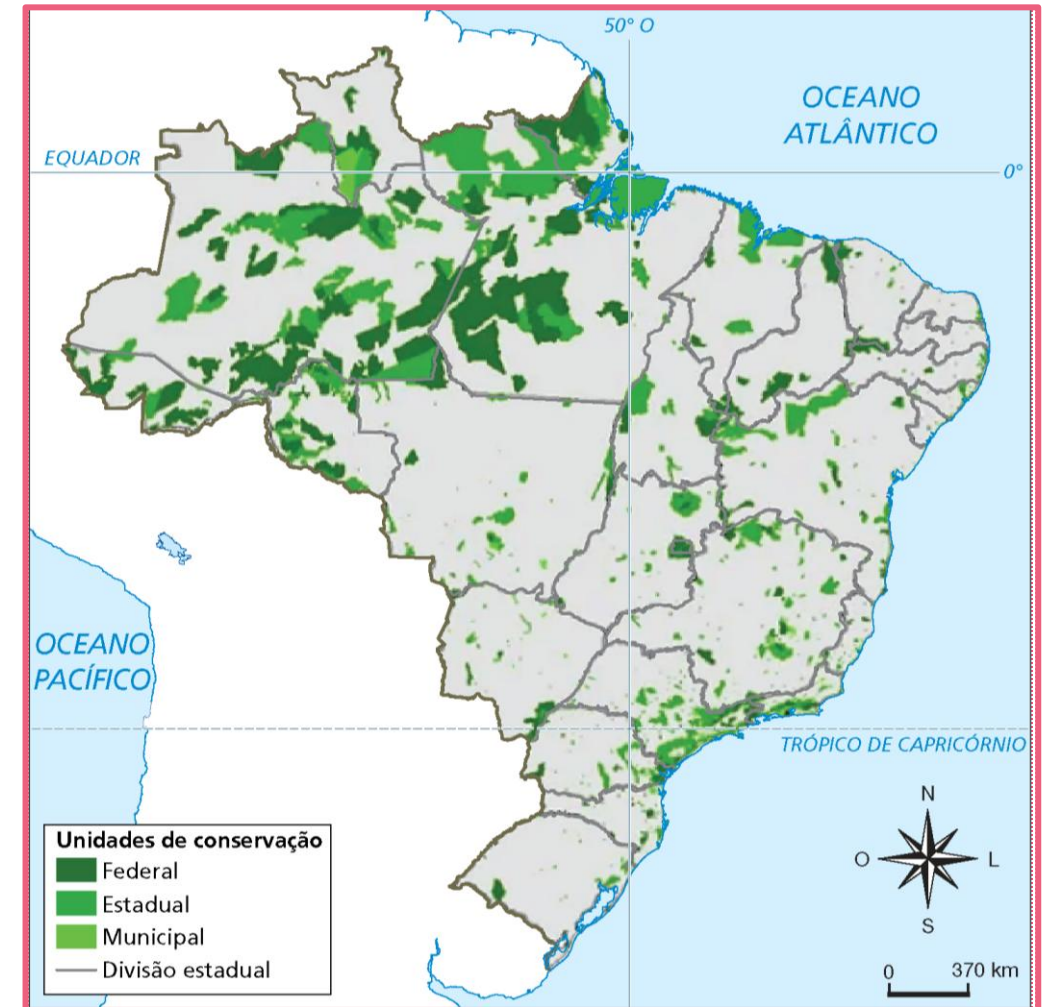 50° O
OCEANO
ATLÂNTICO
EQUADOR
0°
OCEANO
PACÍFICO
TRÓPICO DE CAPRICÓRNIO
Unidades de conservação
Federal
Estadual
Municipal
Divisão estadual
N
O
L
S
0 370 km